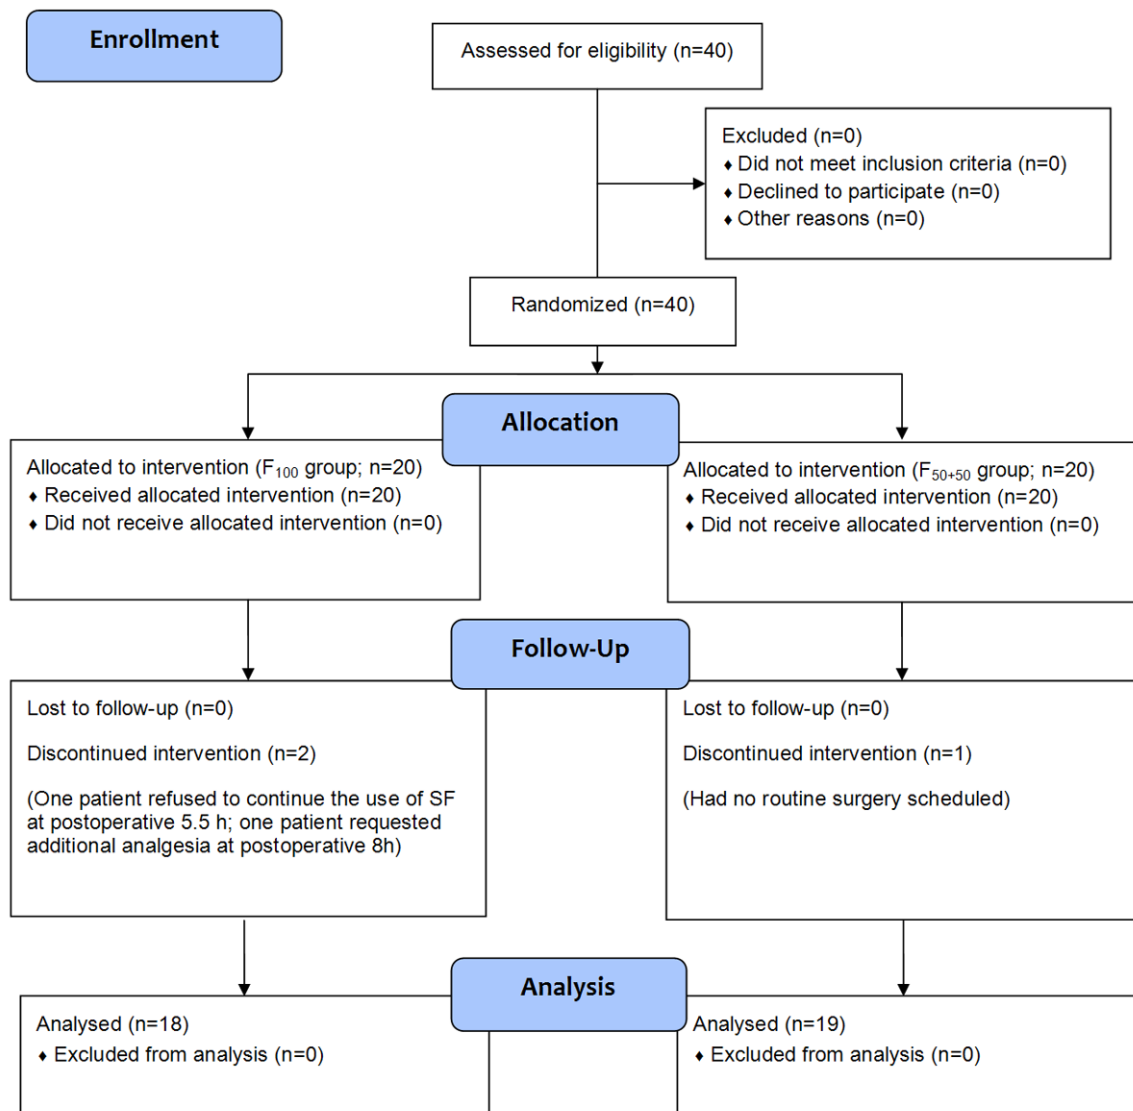 Enrollment
Assessed for eligibility (n=40)
Excluded (n=0)
♦ Did not meet inclusion criteria (n=0)
♦ Declined to participate (n=0)
♦ Other reasons (n=0)
Randomized (n=40)
Allocation
Allocated to intervention (F100 group; n=20)
♦ Received allocated intervention (n=20)
♦ Did not receive allocated intervention (n=0)
Allocated to intervention (F50+50 group; n=20)
♦ Received allocated intervention (n=20)
♦ Did not receive allocated intervention (n=0)
Follow-Up
Lost to follow-up (n=0)
Discontinued intervention (n=2)
(One patient refused to continue the use of SF
at postoperative 5.5 h; one patient requested
additional analgesia at postoperative 8h)
Lost to follow-up (n=0)
Discontinued intervention (n=1)
(Had no routine surgery scheduled)
Analysis
Analysed (n=18)
♦ Excluded from analysis (n=0)
Analysed (n=19)
♦ Excluded from analysis (n=0)